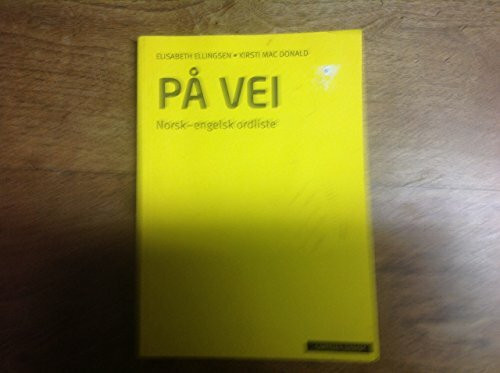 ELISABETH ELLINGSEN • KIRSTI MAC DONALD
PÅ VEI
Norsk–engelsk ordliste